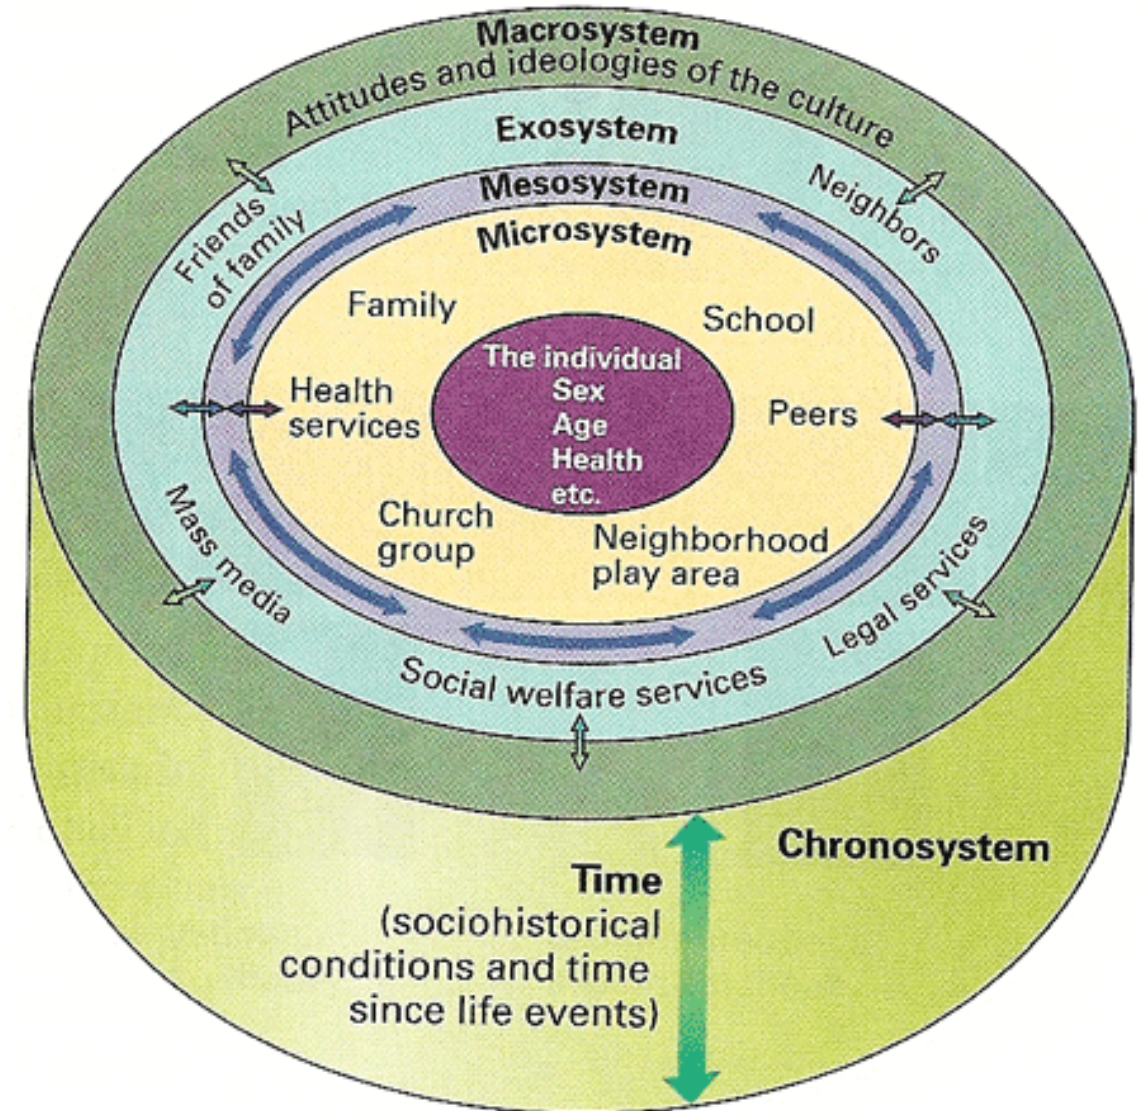 Macrosystem
Attitudes and ideologies of the culture
Exosystem
Mesosystem
Microsystem
Friends
of family
Neighbors
Family
School
The individual
Sex
Age
Health
etc.
Health
services
Peers
Church
group
Neighborhood
play area
Mass media
Legal services
Social welfare services
Chronosystem
Time
(sociohistorical
conditions and time
since life events)